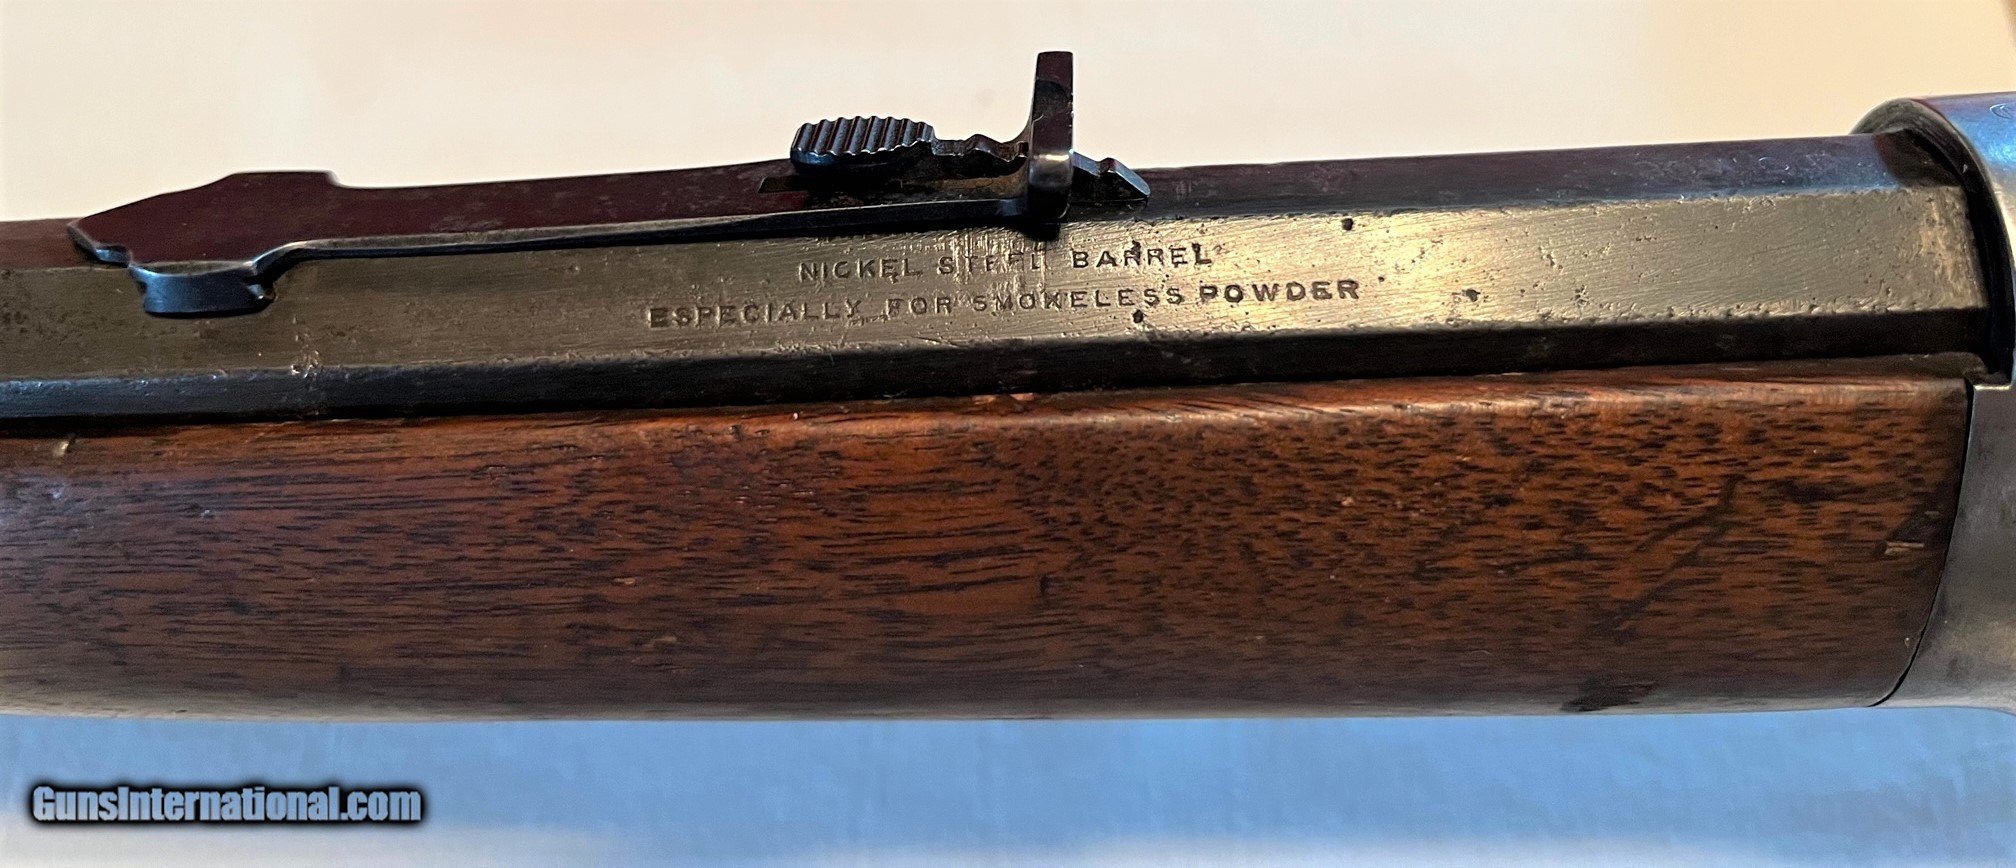 NICKEL STEEL BARREL
ESPECIALLY FOR SMOKELESS POWDER
GunsInternational.com